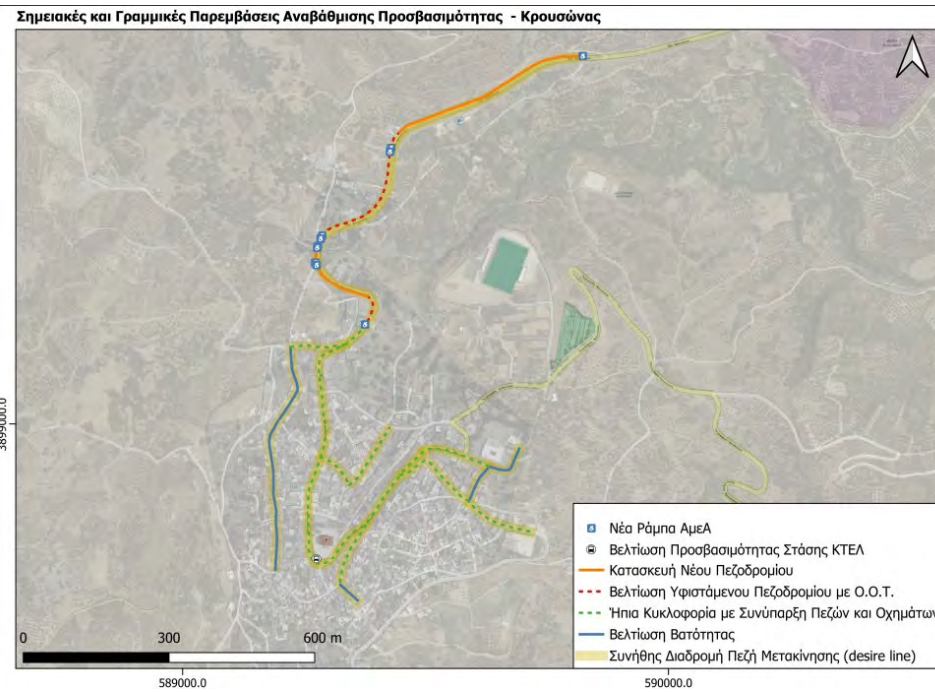 Σημειακές και Γραμμικές Παρεμβάσεις Αναβάθμισης Προσβασιμότητας - Κρουσώνας
3899000.0
Νέα Ράμπα ΑμεΑ
Βελτίωση Προσβασιμότητας Στάσης ΚΤΕΛ
Κατασκευή Νέου Πεζοδρομίου
Βελτίωση Υφιστάμενου Πεζοδρομίου με Ο.Ο.Τ.
Ήπια Κυκλοφορία με Συνύπαρξη Πεζών και Οχημάτων
Βελτίωση Βατότητας
Συνήθης Διαδρομή Πεζή Μετακίνησης (desire line)
0 300 600 m
589000.0 590000.0